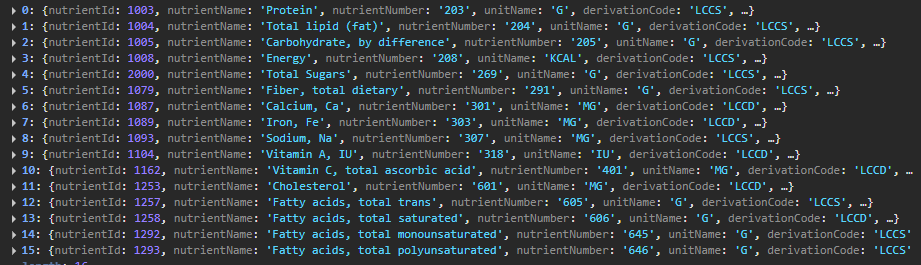 ▸ 0: {nutrientId: 1003, nutrientName: 'Protein', nutrientNumber: '203', unitName: 'G', derivationCode: 'LCCS', …}
▸ 1: {nutrientId: 1004, nutrientName: 'Total lipid (fat)', nutrientNumber: '204', unitName: 'G', derivationCode: 'LCCS', …}
▸ 2: {nutrientId: 1005, nutrientName: 'Carbohydrate, by difference', nutrientNumber: '205', unitName: 'G', derivationCode: 'LCCS', …}
▸ 3: {nutrientId: 1008, nutrientName: 'Energy', nutrientNumber: '208', unitName: 'KCAL', derivationCode: 'LCCS', …}
▸ 4: {nutrientId: 2000, nutrientName: 'Total Sugars', nutrientNumber: '269', unitName: 'G', derivationCode: 'LCCS', …}
▸ 5: {nutrientId: 1079, nutrientName: 'Fiber, total dietary', nutrientNumber: '291', unitName: 'G', derivationCode: 'LCCS', …}
▸ 6: {nutrientId: 1087, nutrientName: 'Calcium, Ca', nutrientNumber: '301', unitName: 'MG', derivationCode: 'LCCD', …}
▸ 7: {nutrientId: 1089, nutrientName: 'Iron, Fe', nutrientNumber: '303', unitName: 'MG', derivationCode: 'LCCD', …}
▸ 8: {nutrientId: 1093, nutrientName: 'Sodium, Na', nutrientNumber: '307', unitName: 'MG', derivationCode: 'LCCS', …}
▸ 9: {nutrientId: 1104, nutrientName: 'Vitamin A, IU', nutrientNumber: '318', unitName: 'IU', derivationCode: 'LCCD', …}
▸ 10: {nutrientId: 1162, nutrientName: 'Vitamin C, total ascorbic acid', nutrientNumber: '401', unitName: 'MG', derivationCode: 'LCCD', …
▸ 11: {nutrientId: 1253, nutrientName: 'Cholesterol', nutrientNumber: '601', unitName: 'MG', derivationCode: 'LCCD', …}
▸ 12: {nutrientId: 1257, nutrientName: 'Fatty acids, total trans', nutrientNumber: '605', unitName: 'G', derivationCode: 'LCCS', …}
▸ 13: {nutrientId: 1258, nutrientName: 'Fatty acids, total saturated', nutrientNumber: '606', unitName: 'G', derivationCode: 'LCCD', …}
▸ 14: {nutrientId: 1292, nutrientName: 'Fatty acids, total monounsaturated', nutrientNumber: '645', unitName: 'G', derivationCode: 'LCCS'
▸ 15: {nutrientId: 1293, nutrientName: 'Fatty acids, total polyunsaturated', nutrientNumber: '646', unitName: 'G', derivationCode: 'LCCS'
length: 16